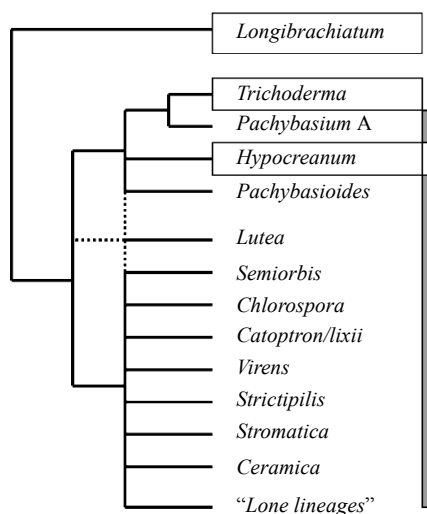 Longibrachiatum
Trichoderma
Pachybasium A
Hypocreanum
Pachybasioides
Lutea
Semiorbis
Chlorospora
Catoptron/lixii
Virens
Strictipilis
Stromatica
Ceramica
“Lone lineages”